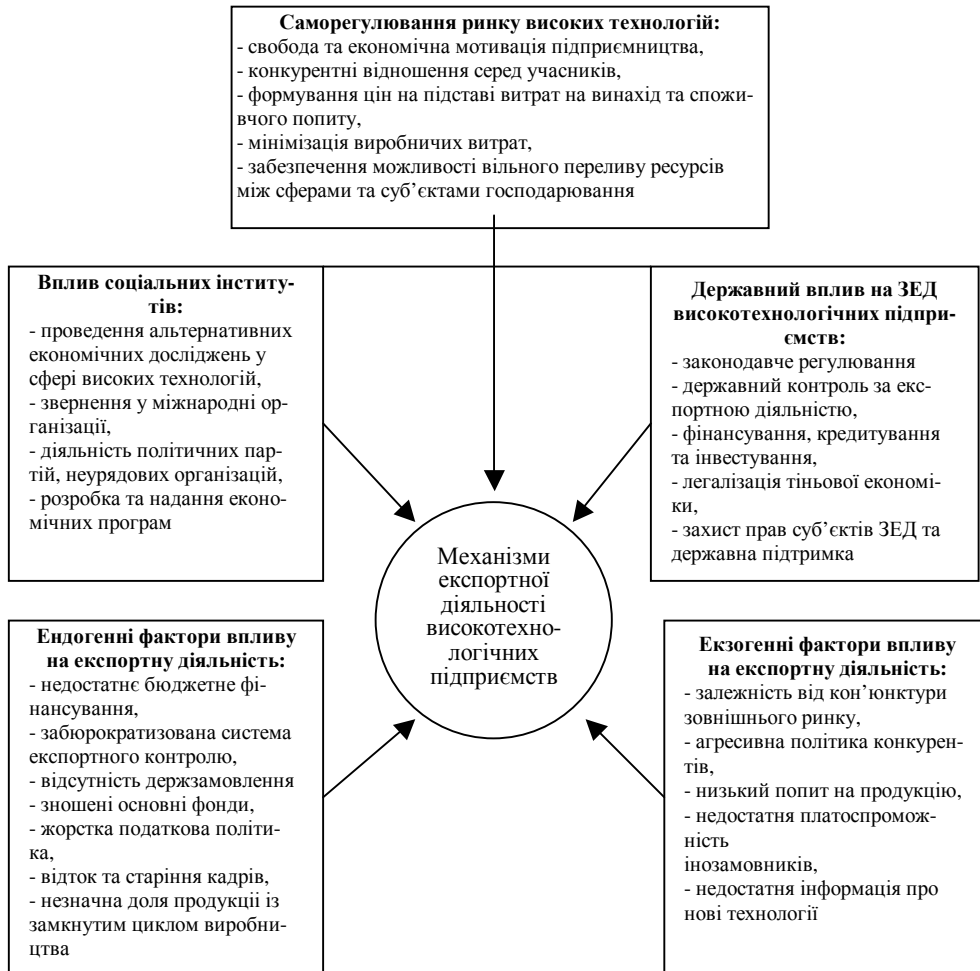 Саморегулювання ринку високих технологій:
- свобода та економічна мотивація підприємництва,
- конкурентні відношення серед учасників,
- формування цін на підставі витрат на винахід та спожи-
вчого попиту,
- мінімізація виробничих витрат,
- забезпечення можливості вільного переливу ресурсів
між сферами та суб’єктами господарювання
Вплив соціальних інститу-
тів:
- проведення альтернативних
економічних досліджень у
сфері високих технологій,
- звернення у міжнародні ор-
ганізації,
- діяльність політичних пар-
тій, неурядових організацій,
- розробка та надання еконо-
мічних програм
Державний вплив на ЗЕД
високотехнологічних підпри-
ємств:
- законодавче регулювання
- державний контроль за екс-
портною діяльністю,
- фінансування, кредитування
та інвестування,
- легалізація тіньової економі-
ки,
- захист прав суб’єктів ЗЕД та
державна підтримка
Механізми
експортної
діяльності
високотехно-
логічних
підприємств
Ендогенні фактори впливу
на експортну діяльність:
- недостатнє бюджетне фі-
нансування,
- забюрократизована система
експортного контролю,
- відсутність держзамовлення
- зношені основні фонди,
- жорстка податкова політи-
ка,
- відток та старіння кадрів,
- незначна доля продукції із
замкнутим циклом виробни-
цтва
Екзогенні фактори впливу
на експортну діяльність:
- залежність від кон’юнктури
зовнішнього ринку,
- агресивна політика конкурен-
тів,
- низький попит на продукцію,
- недостатня платоспромож-
ність
інозамовників,
- недостатня інформація про
нові технології